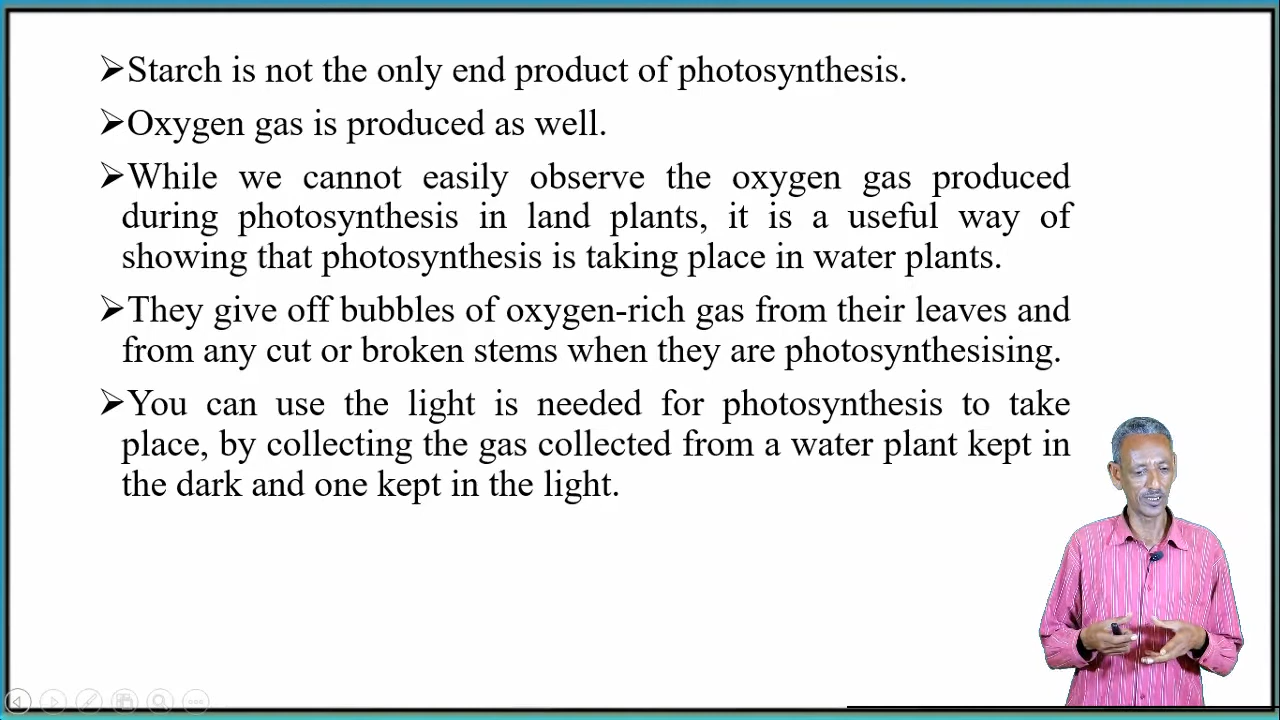 ➢Starch is not the only end product of photosynthesis.
➢Oxygen gas is produced as well.
➢While we cannot easily observe the oxygen gas produced
during photosynthesis in land plants, it is a useful way of
showing that photosynthesis is taking place in water plants.
➢They give off bubbles of oxygen-rich gas from their leaves and
from any cut or broken stems when they are photosynthesising.
➢You can use the light is needed for photosynthesis to take
place, by collecting the gas collected from a water plant kept in
the dark and one kept in the light.